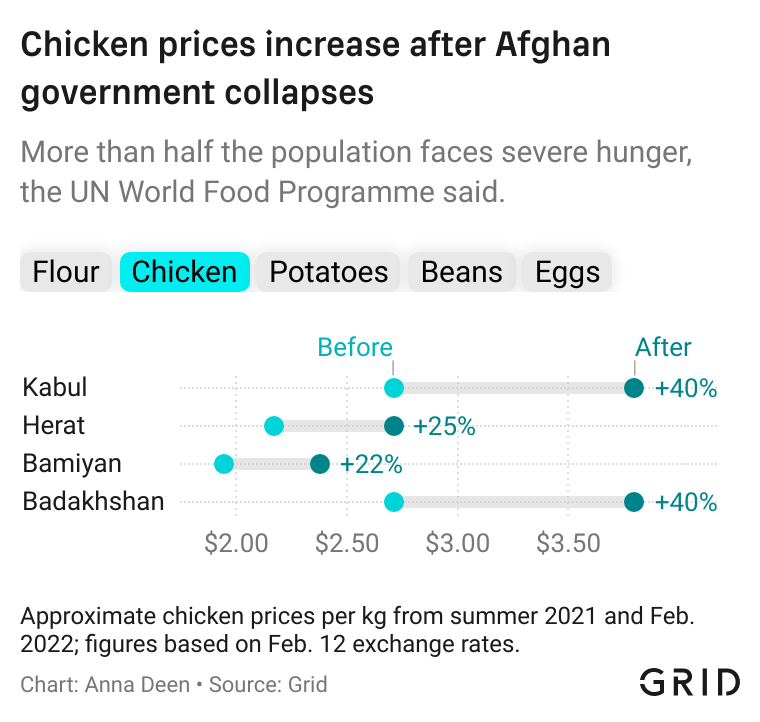 Chicken prices increase after Afghan
government collapses
More than half the population faces severe hunger,
the UN World Food Programme said.
Flour Chicken Potatoes Beans Eggs
Before After
Kabul +40%
Herat +25%
Bamiyan +22%
Badakhshan +40%
$2.00 $2.50 $3.00 $3.50
Approximate chicken prices per kg from summer 2021 and Feb.
2022; figures based on Feb. 12 exchange rates.
Chart: Anna Deen • Source: Grid
GRID